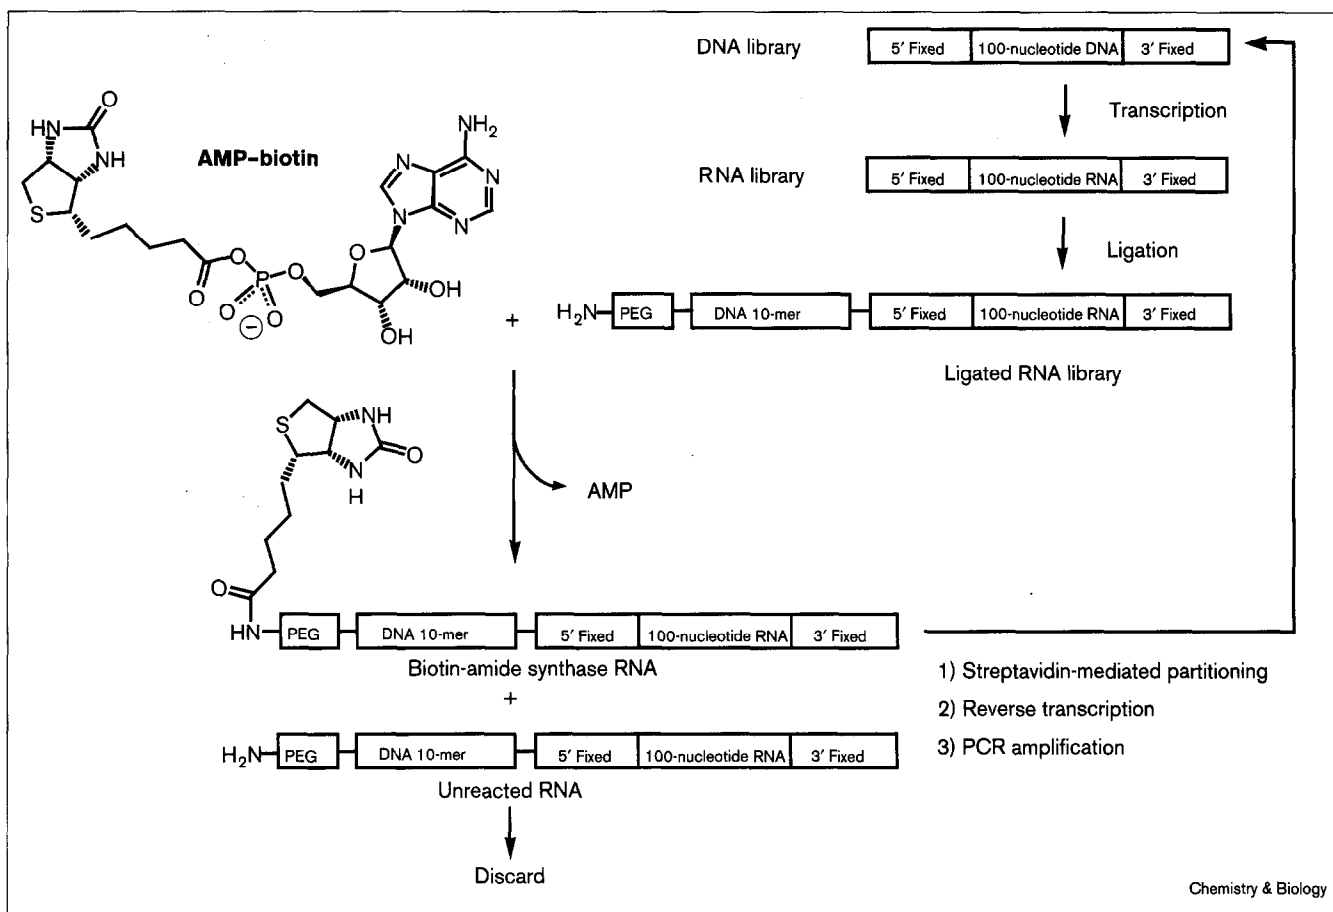 DNA library
5′ Fixed 100-nucleotide DNA 3′ Fixed
Transcription
RNA library
5′ Fixed 100-nucleotide RNA 3′ Fixed
Ligation
H₂N PEG DNA 10-mer 5′ Fixed 100-nucleotide RNA 3′ Fixed
Ligated RNA library
O
HN
NH
S
AMP–biotin
NH₂
N
N
N
N
O
O
P
O
O
O
O
−
OH
OH
+
S
NH
N
H
O
AMP
O
HN PEG DNA 10-mer 5′ Fixed 100-nucleotide RNA 3′ Fixed
Biotin-amide synthase RNA
+
H₂N PEG DNA 10-mer 5′ Fixed 100-nucleotide RNA 3′ Fixed
Unreacted RNA
Discard
1) Streptavidin-mediated partitioning
2) Reverse transcription
3) PCR amplification
Chemistry & Biology